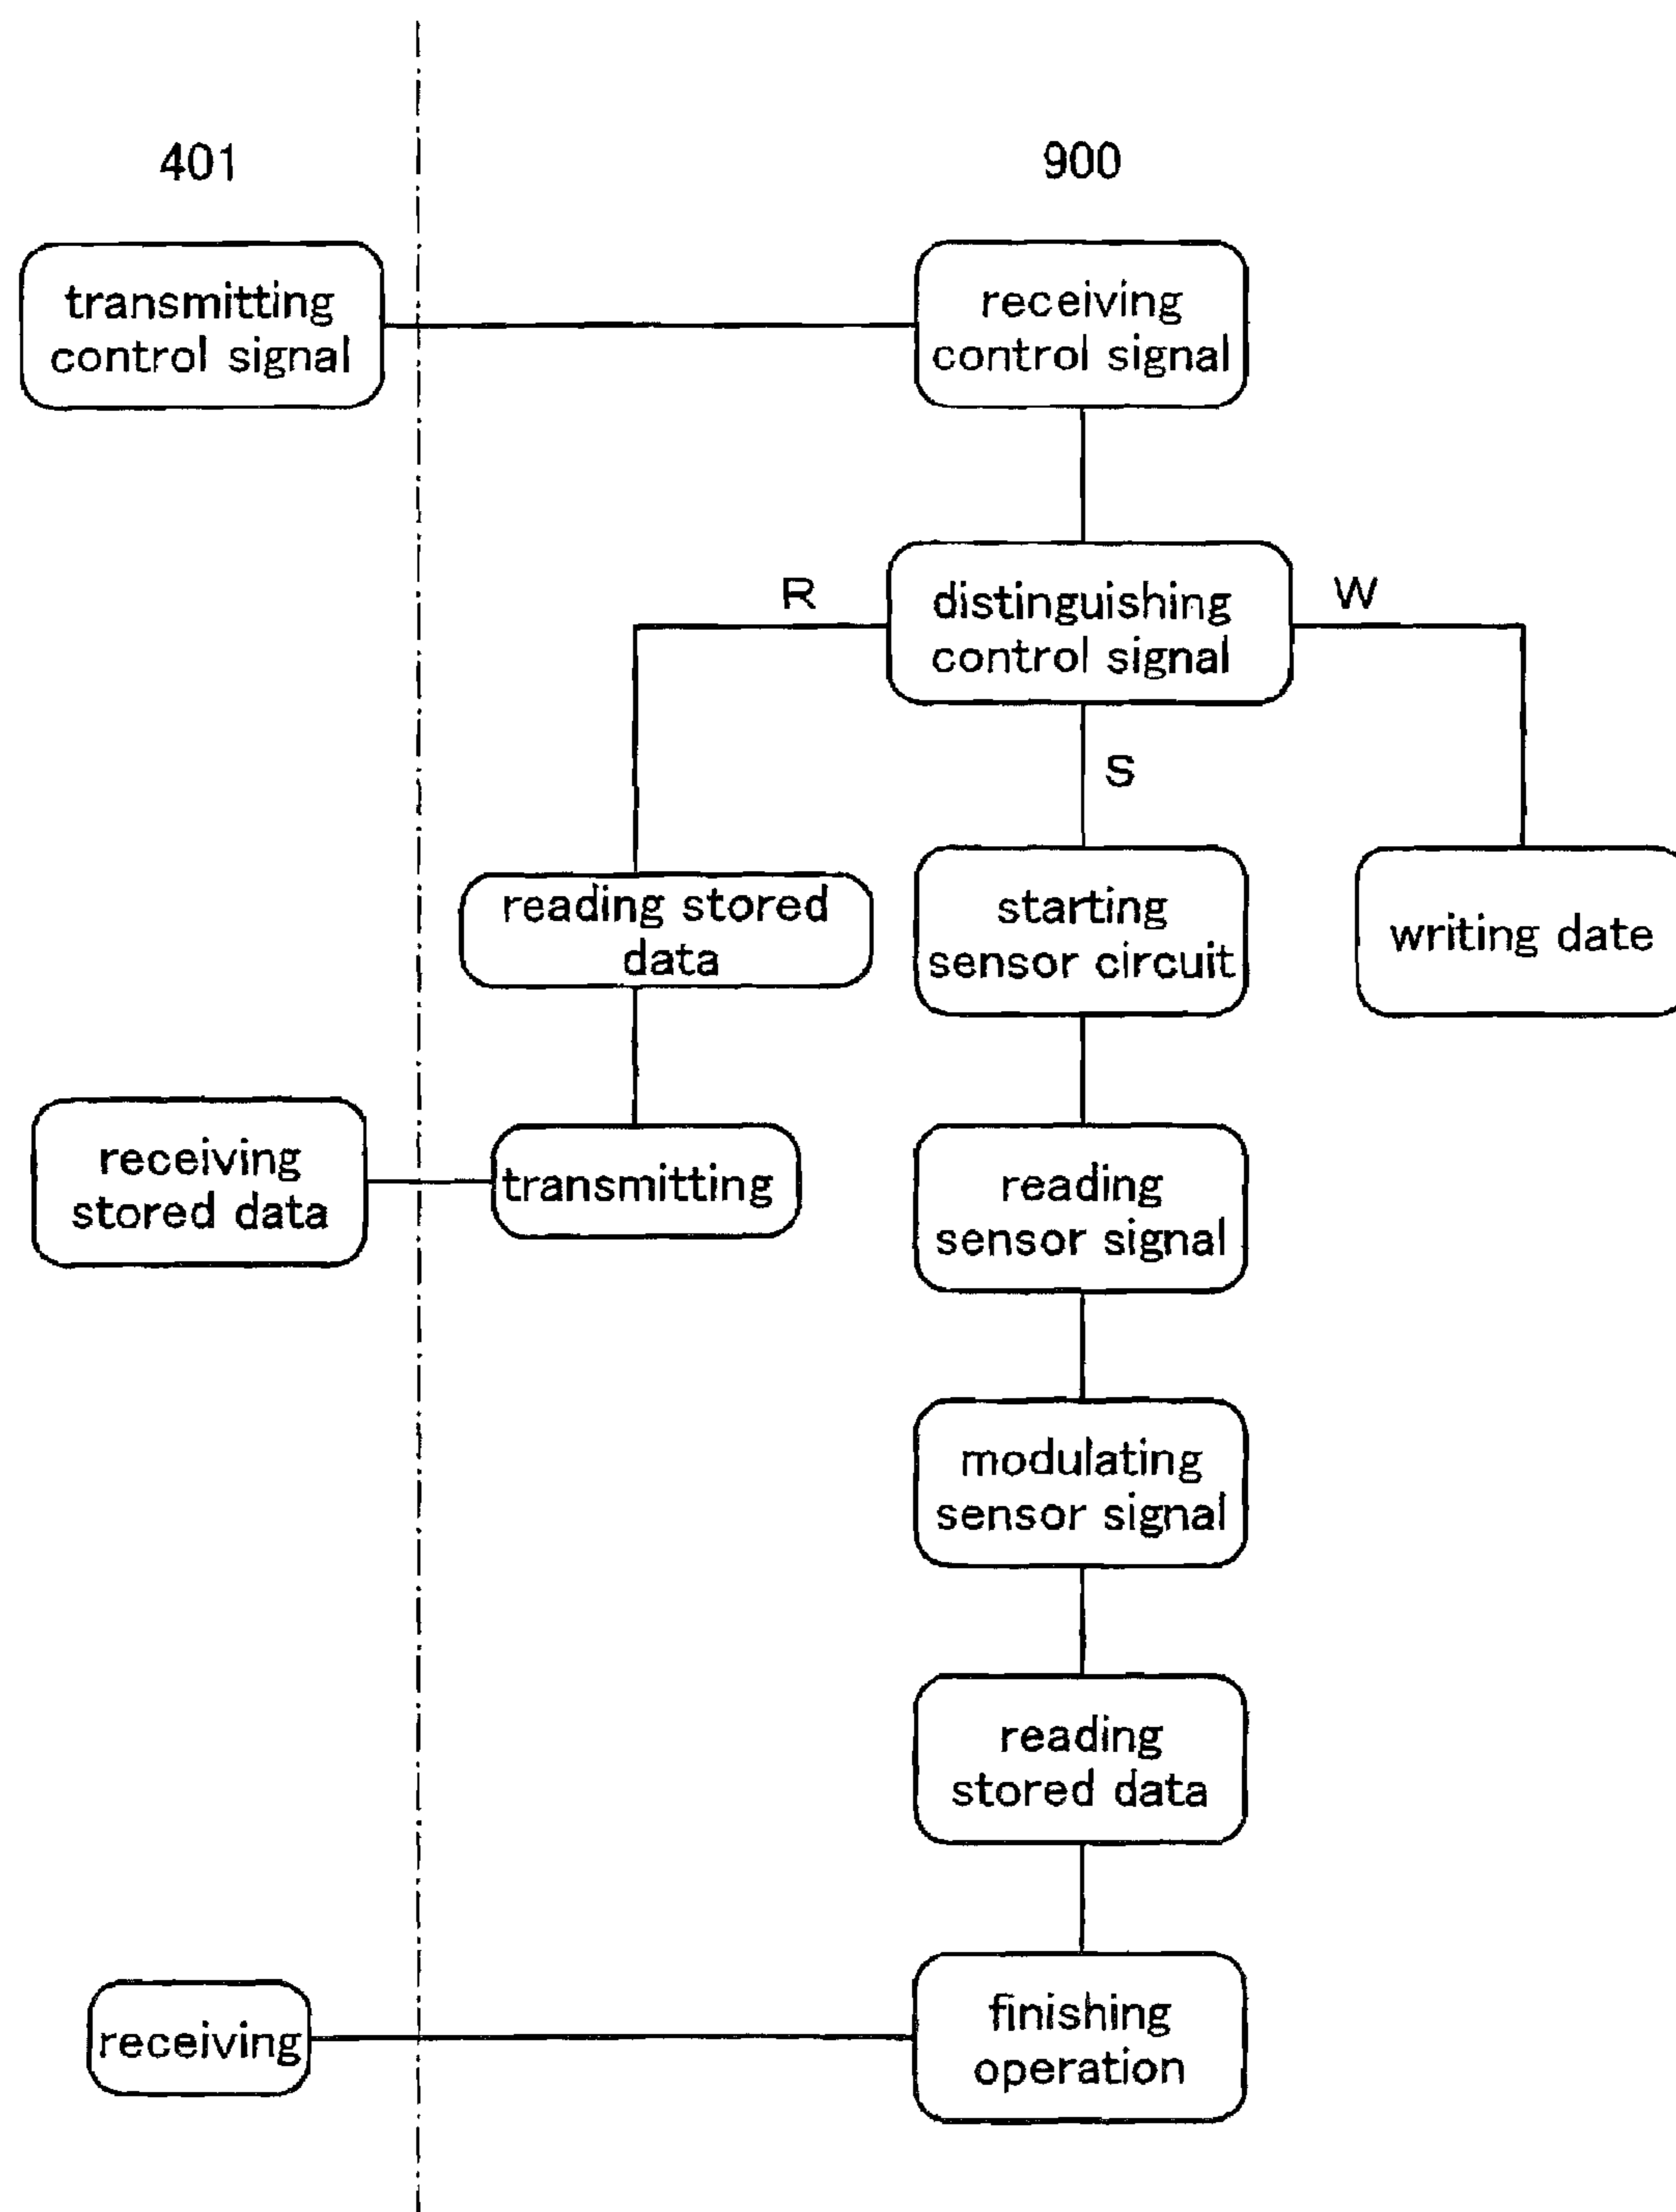 401
900
transmitting
control signal
receiving
control signal
R
distinguishing
control signal
W
S
reading stored
data
starting
sensor circuit
writing date
receiving
stored data
transmitting
reading
sensor signal
modulating
sensor signal
reading
stored data
receiving
finishing
operation